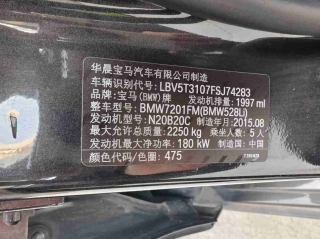 华晨宝马汽车有限公司制造
车辆识别代号: LBV5T3107FSJ74283
品牌: 宝马(BMW)牌 发动机排量: 1997 ml
整车型号: BMW7201FM(BMW528Li)
发动机型号: N20B20C 制造年月: 2015.08
最大允许总质量: 2250 kg 乘坐人数: 5 人
发动机最大净功率: 180 kW 制造国: 中国
颜色代码/色圈: 475